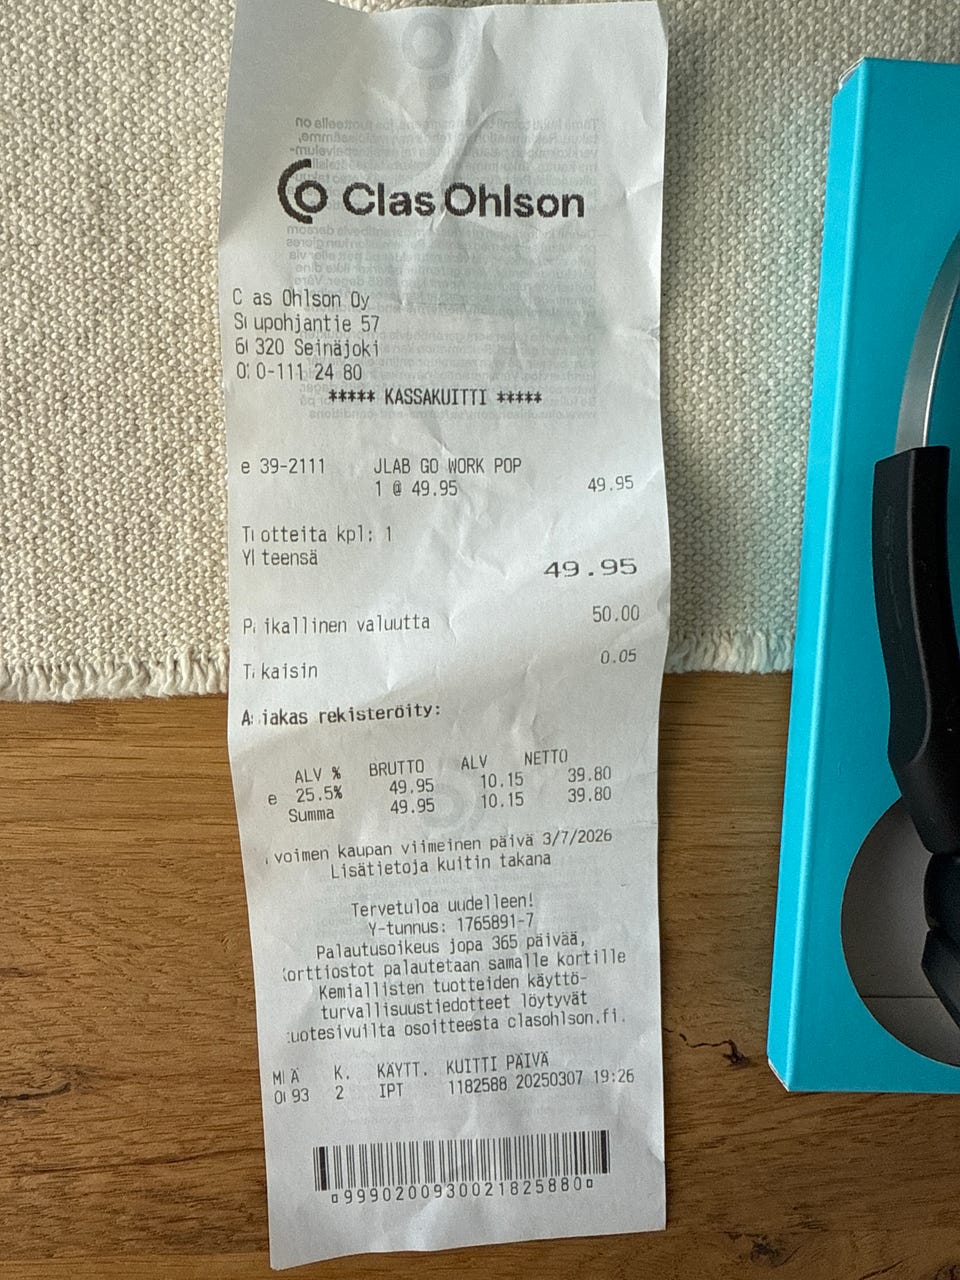 Clas Ohlson
C as Ohlson Oy
upohjantie 57
320 Seinäjoki
0-111 24 80
***** KASSAKUITTI *****
e 39-2111 JLAB GO WORK POP
1 @ 49.95 49.95
otteita kpl: 1
teensä
49.95
ikallinen valuutta 50.00
kaisin 0.05
iakas rekisteröity:
ALV % BRUTTO ALV NETTO
e 25.5% 49.95 10.15 39.80
Summa 49.95 10.15 39.80
voimen kaupan viimeinen päivä 3/7/2026
Lisätietoja kuitin takana
Tervetuloa uudelleen!
Y-tunnus: 1765891-7
Palautusoikeus jopa 365 päivää,
orttiostot palautetaan samalle kortille
Kemiallisten tuotteiden käyttö-
turvallisuustiedotteet löytyvät
uotesivuilta osoitteesta clasohlson.fi.
K. KÄYTT. KUITTI PÄIVÄ
93 2 IPT 1182588 20250307 19:26
¤9990200930021825880¤